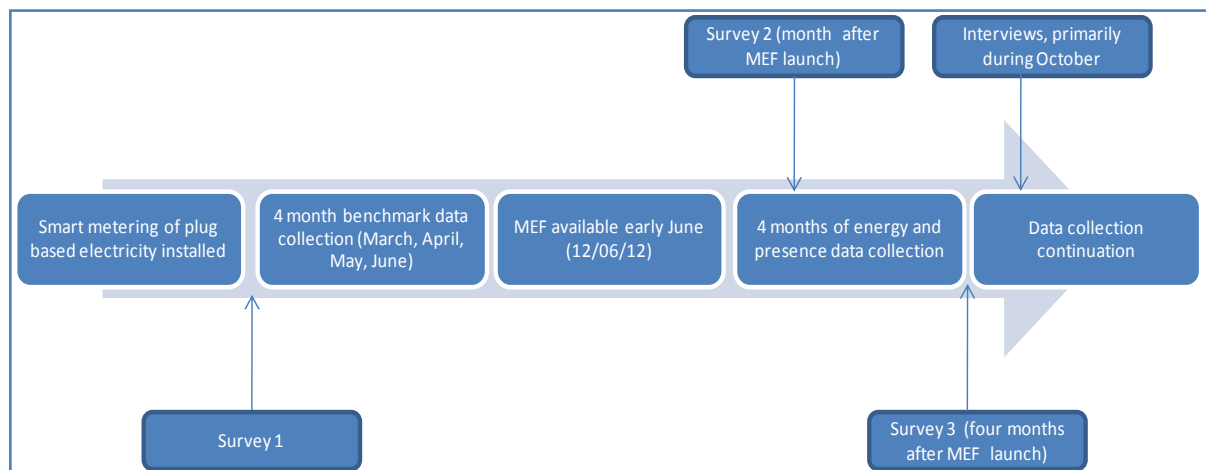 Survey 2 (month after
MEF launch)
Interviews, primarily
during October
Smart metering of plug
based electricity installed
4 month benchmark data
collection (March, April,
May, June)
MEF available early June
(12/06/12)
4 months of energy and
presence data collection
Data collection
continuation
Survey 1
Survey 3 (four months
after MEF launch)